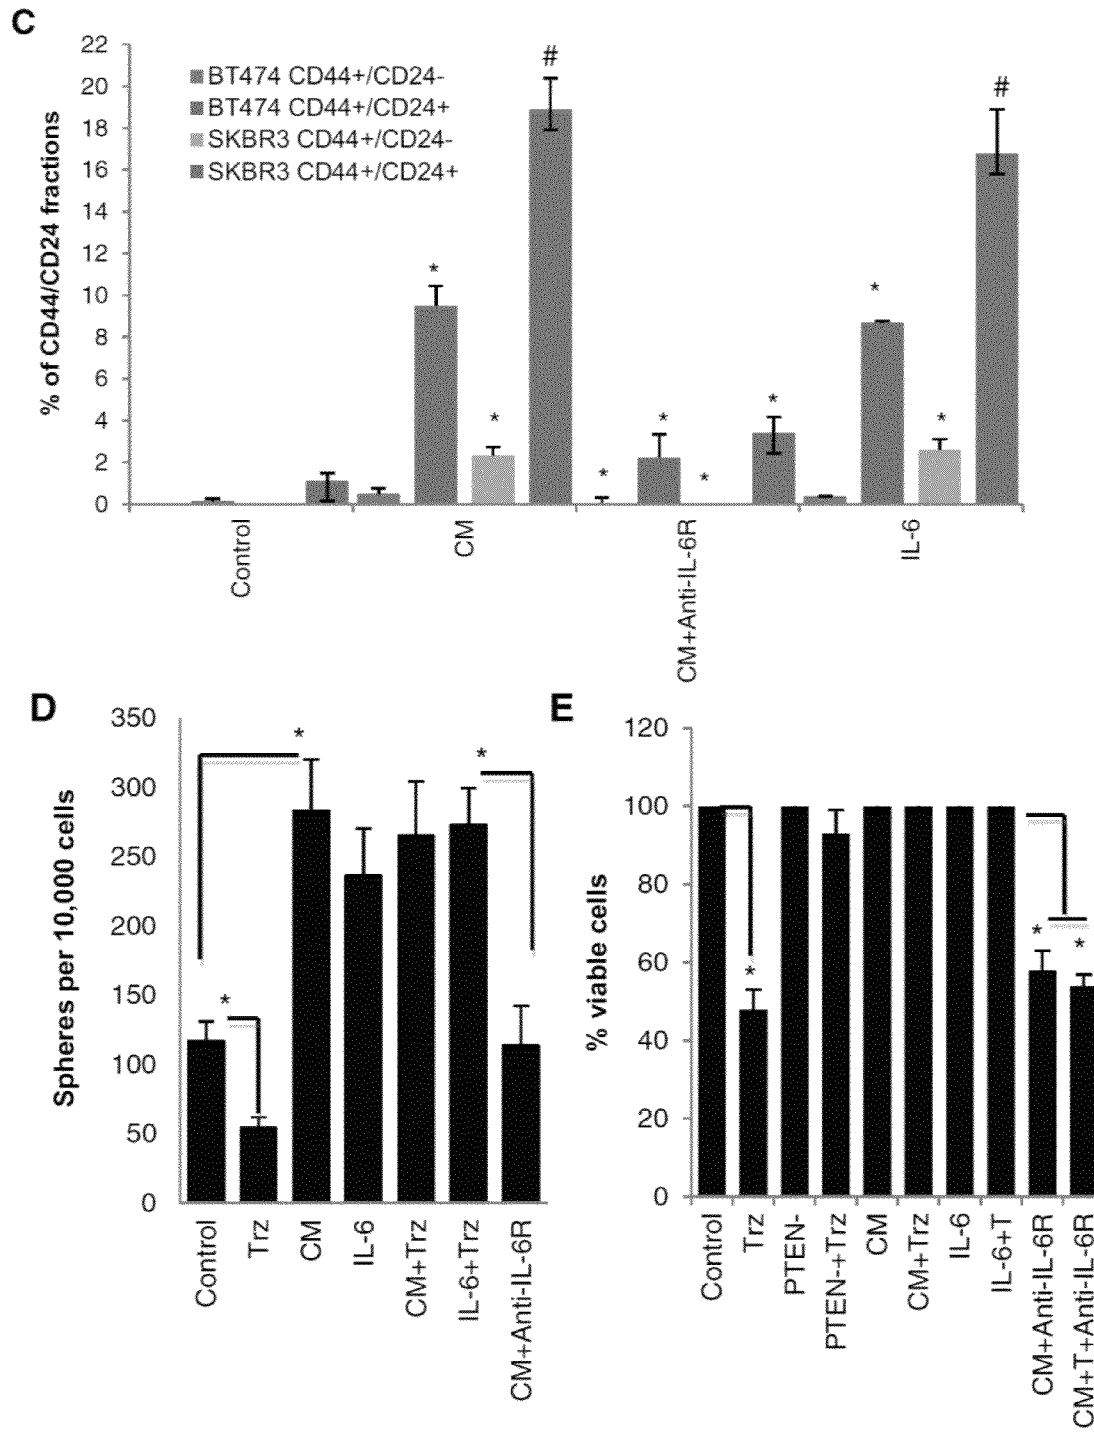 C
% of CD44/CD24 fractions
22
20
18
16
14
12
10
8
6
4
2
0
BT474 CD44+/CD24-
BT474 CD44+/CD24+
SKBR3 CD44+/CD24-
SKBR3 CD44+/CD24+
*
*
#
*
*
*
*
*
*
#
Control
CM
CM+Anti-IL-6R
IL-6
D
Spheres per 10,000 cells
350
300
250
200
150
100
50
0
*
*
*
Control
Trz
CM
IL-6
CM+Trz
IL-6+Trz
CM+Anti-IL-6R
E
% viable cells
120
100
80
60
40
20
0
*
*
*
Control
Trz
PTEN-
PTEN-+Trz
CM
CM+Trz
IL-6
IL-6+T
CM+Anti-IL-6R
CM+T+Anti-IL-6R